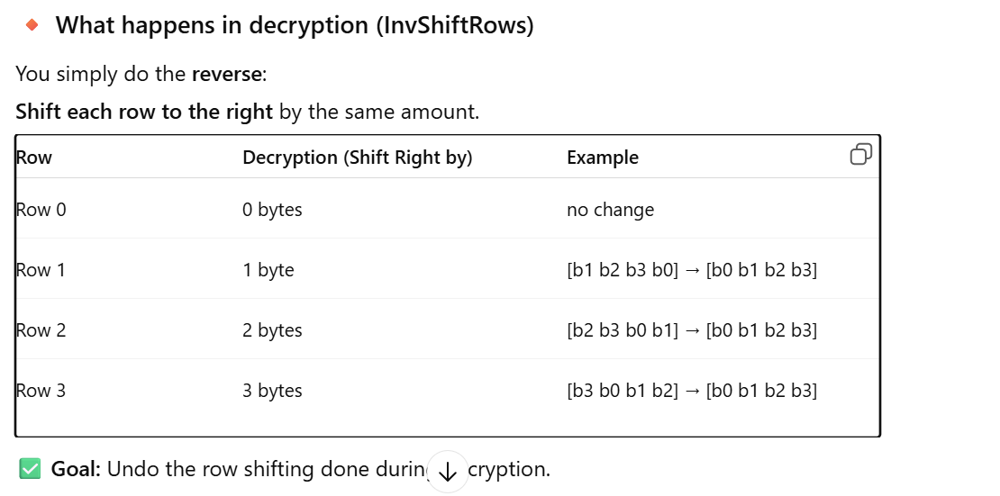 🔸 What happens in decryption (InvShiftRows)
You simply do the reverse:
Shift each row to the right by the same amount.
Row Decryption (Shift Right by) Example
Row 0 0 bytes no change
Row 1 1 byte [b1 b2 b3 b0] → [b0 b1 b2 b3]
Row 2 2 bytes [b2 b3 b0 b1] → [b0 b1 b2 b3]
Row 3 3 bytes [b3 b0 b1 b2] → [b0 b1 b2 b3]
✅ Goal: Undo the row shifting done cryption.